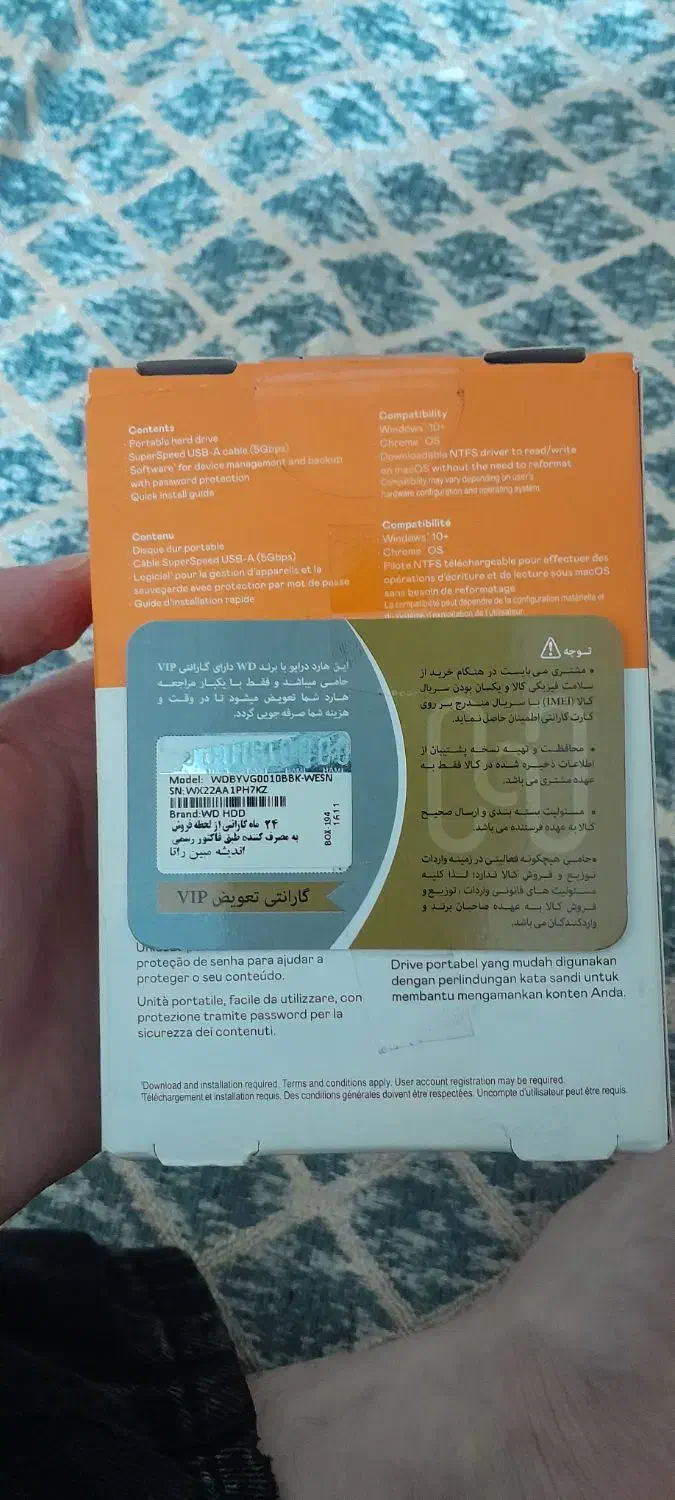 Contents
· Portable hard drive
· SuperSpeed USB-A cable (5Gbps)
· Software¹ for device management and backup
with password protection
· Quick install guide
Compatibility
· Windows® 10+
· Chrome™ OS
· Downloadable NTFS driver to read/write
on macOS without the need to reformat
Compatibility may vary depending on user's
hardware configuration and operating system.
Contenu
· Disque dur portable
· Câble SuperSpeed USB-A (5Gbps)
· Logiciel¹ pour la gestion d'appareils et la
sauvegarde avec protection par mot de passe
· Guide d'installation rapide
Compatibilité
· Windows® 10+
· Chrome™ OS
· Pilote NTFS téléchargeable pour effectuer des
opérations d'écriture et de lecture sous macOS
sans besoin de reformatage
La compatibilité peut dépendre de la configuration matérielle et
du système d'exploitation de l'utilisateur.
توجه
• مشتری می‌بایست در هنگام خرید از
سلامت فیزیکی کالا و یکسان بودن سریال
کالا (IMEI) با سریال مندرج بر روی
کارت گارانتی اطمینان حاصل نماید.
• محافظت و تهیه نسخه پشتیبان از
اطلاعات ذخیره شده در کالا فقط به
عهده مشتری می باشد.
• مسئولیت بسته بندی و ارسال صحیح
کالا به عهده فرستنده می باشد.
• حامی هیچگونه فعالیتی در زمینه واردات
توزیع و فروش کالا ندارد؛ لذا کلیه
مسئولیت های قانونی واردات ، توزیع و
فروش کالا به عهده صاحبان برند و
واردکنندگان می باشد.
این هارد درایو با برند WD دارای گارانتی VIP
حامی میباشد و فقط با یکبار مراجعه
هارد شما تعویض میشود تا در وقت و
هزینه شما صرفه جویی گردد.
Model: WDBYVG0010BBK-WESN
SN:WX22AA1PH7KZ
Brand:WD HDD
۲۴ ماه گارانتی از لحظه فروش
به مصرف کننده طبق فاکتور رسمی
اندیشه مبین راتا
BOX-194
1611
گارانتی تعویض VIP
proteção de senha para ajudar a
proteger o seu conteúdo.
Unità portatile, facile da utilizzare, con
protezione tramite password per la
sicurezza dei contenuti.
Drive portabel yang mudah digunakan
dengan perlindungan kata sandi untuk
membantu mengamankan konten Anda.
¹Download and installation required. Terms and conditions apply. User account registration may be required.
¹Téléchargement et installation requis. Des conditions générales doivent être respectées. Un compte d'utilisateur peut être requis.